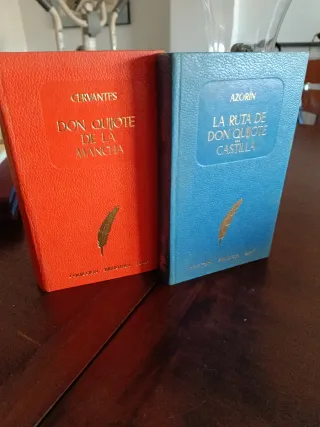 CERVANTES
DON QUIJOTE
DE LA
MANCHA
AZORÍN
LA RUTA DE
DON QUIJOTE
CASTILLA